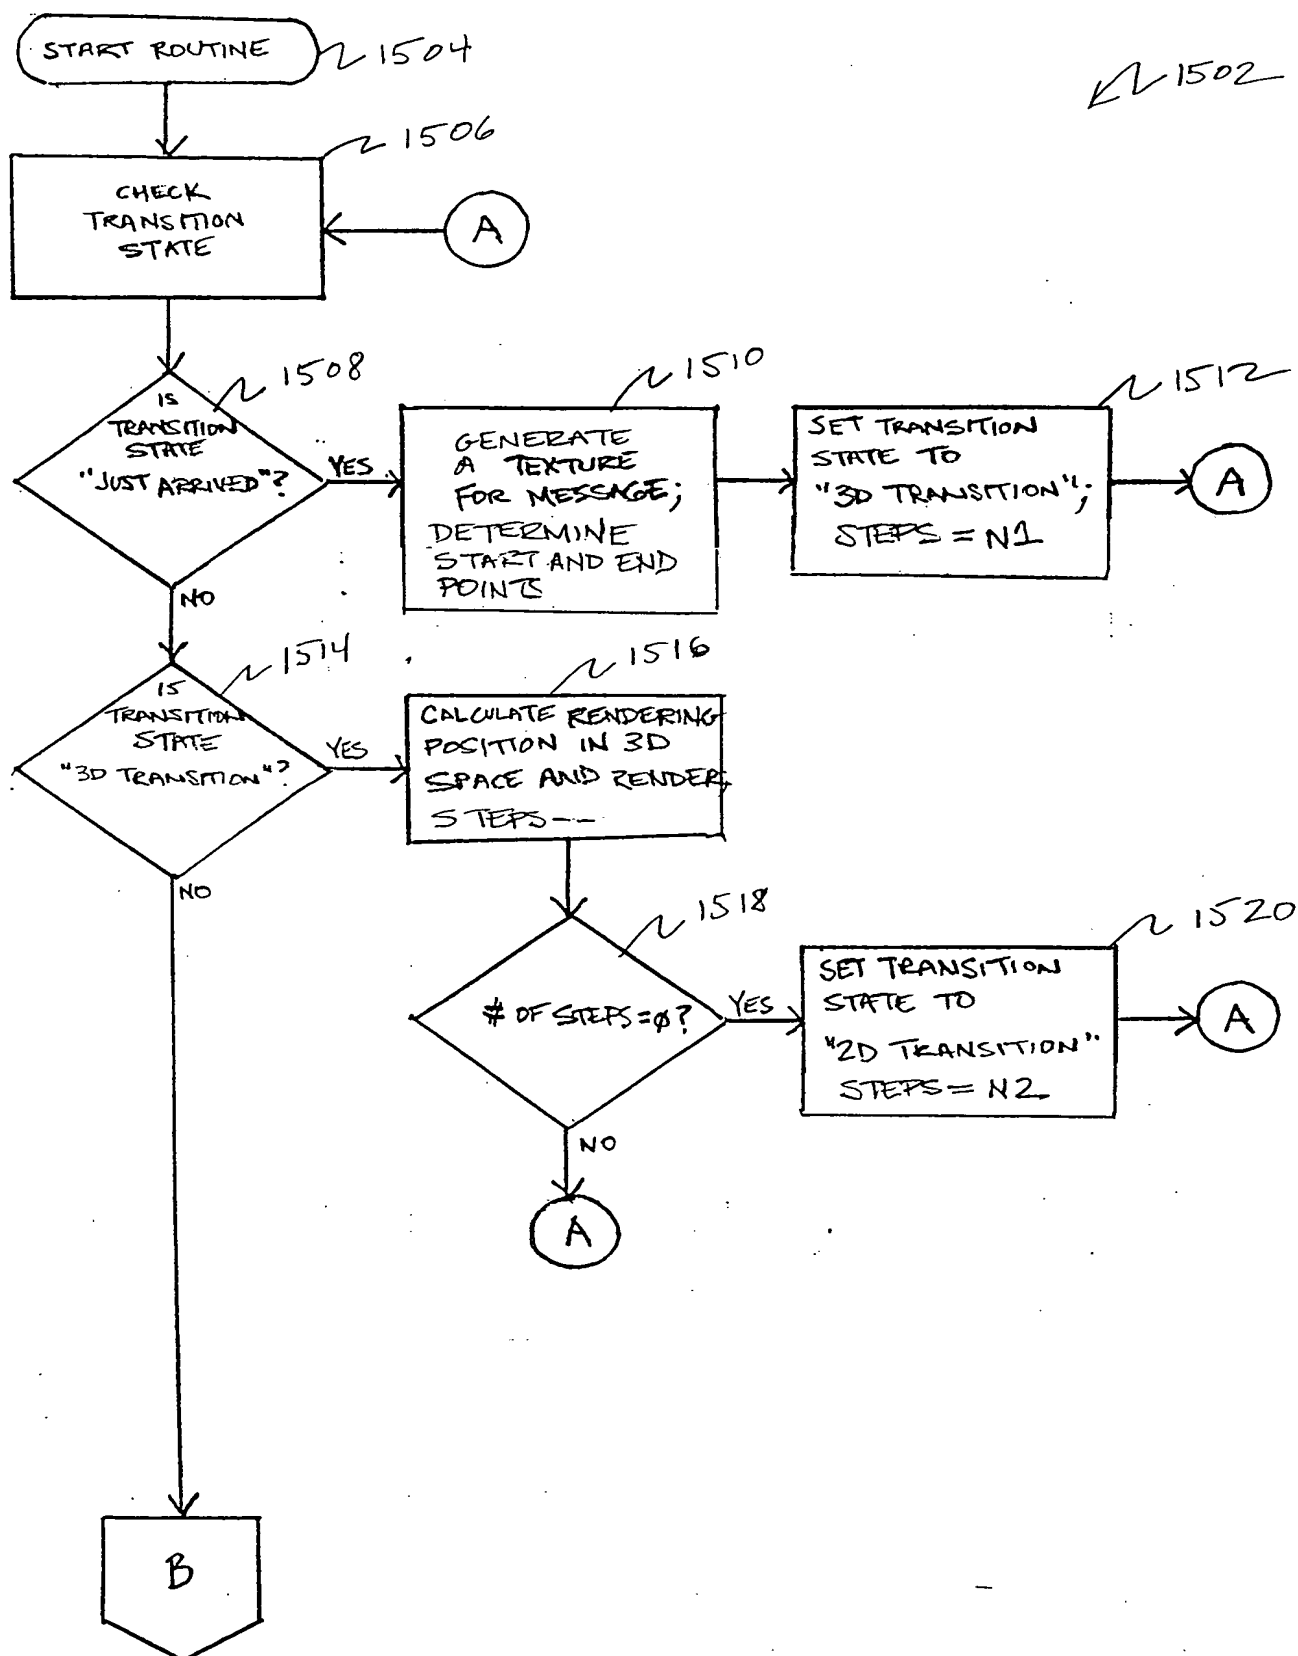 START ROUTINE
1504
1502
1506
CHECK
TRANSITION
STATE
A
1508
IS
TRANSITION
STATE
"JUST ARRIVED"?
YES
NO
1510
GENERATE
A TEXTURE
FOR MESSAGE;
DETERMINE
START AND END
POINTS
1512
SET TRANSITION
STATE TO
"3D TRANSITION";
STEPS = N1
A
1514
IS
TRANSITION
STATE
"3D TRANSITION"?
YES
NO
1516
CALCULATE RENDERING
POSITION IN 3D
SPACE AND RENDER;
STEPS--
1518
# OF STEPS=ø?
YES
NO
1520
SET TRANSITION
STATE TO
"2D TRANSITION"
STEPS = N2
A
A
B